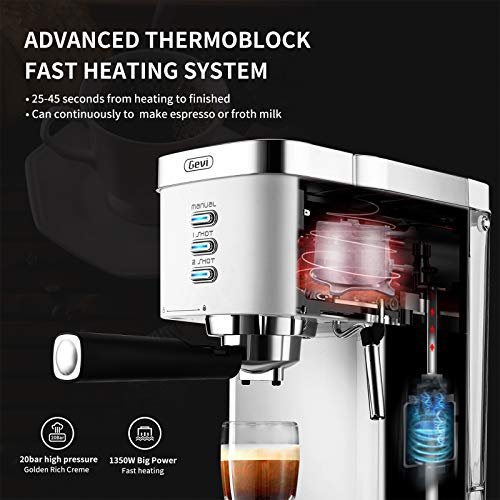 ADVANCED THERMOBLOCK
FAST HEATING SYSTEM
• 25-45 seconds from heating to finished
• Can continuously to make espresso or froth milk
Gevi
MANUAL
1 SHOT
2 SHOT
20Bar
20bar high pressure
Golden Rich Creme
1350W Big Power
Fast heating